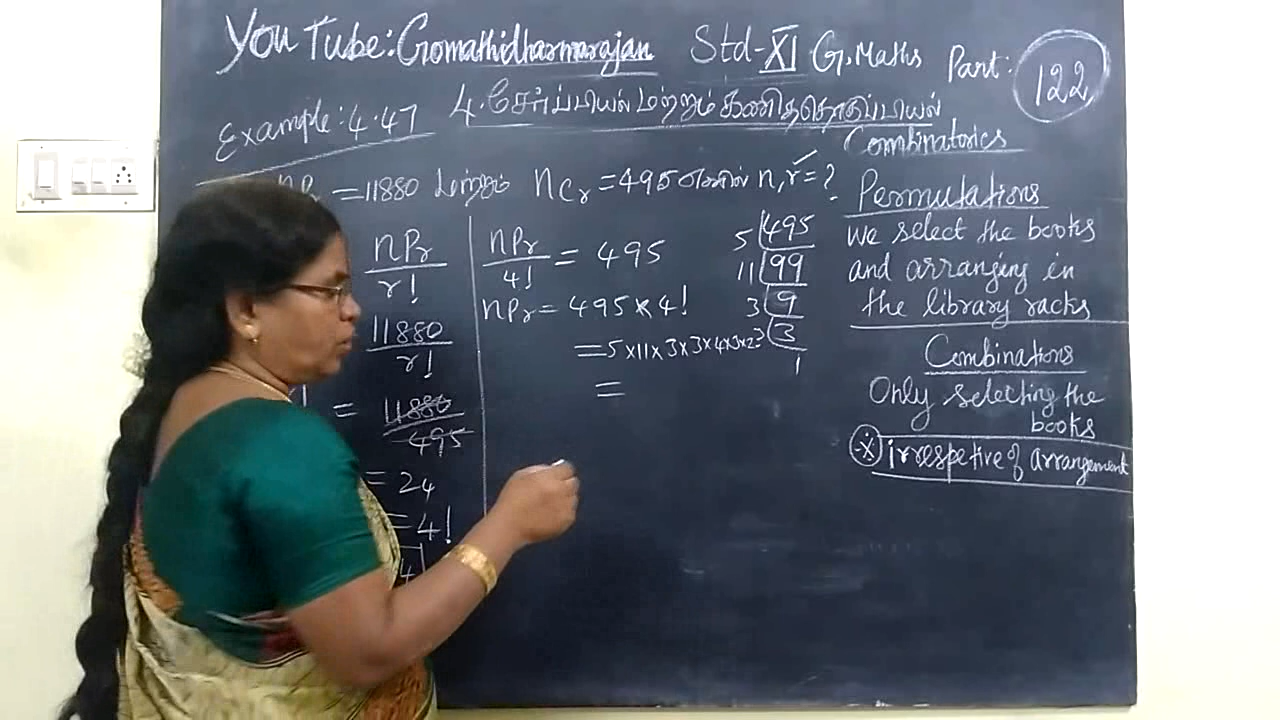 You Tube: Gomathidharmarajan Std-XI G.Maths Part: 122
Example: 4.47 4. சேர்ப்பியல் மற்றும் கணித தொகுப்பியல்
Combinatorics
nPr = 11880 மற்றும் nCr = 495 எனில் n, r = ?
nPr
r!
11880
r!
= 11880
495
= 24
= 4!
4
nPr/4! = 495
nPr = 495 × 4!
= 5×11×3×3×4×3×2
=
5 | 495
11 | 99
3 | 9
3 | 3
1
Permutations
we select the books
and arranging in
the library racks
Combinations
Only selecting the
books
irrespetive of arrangement